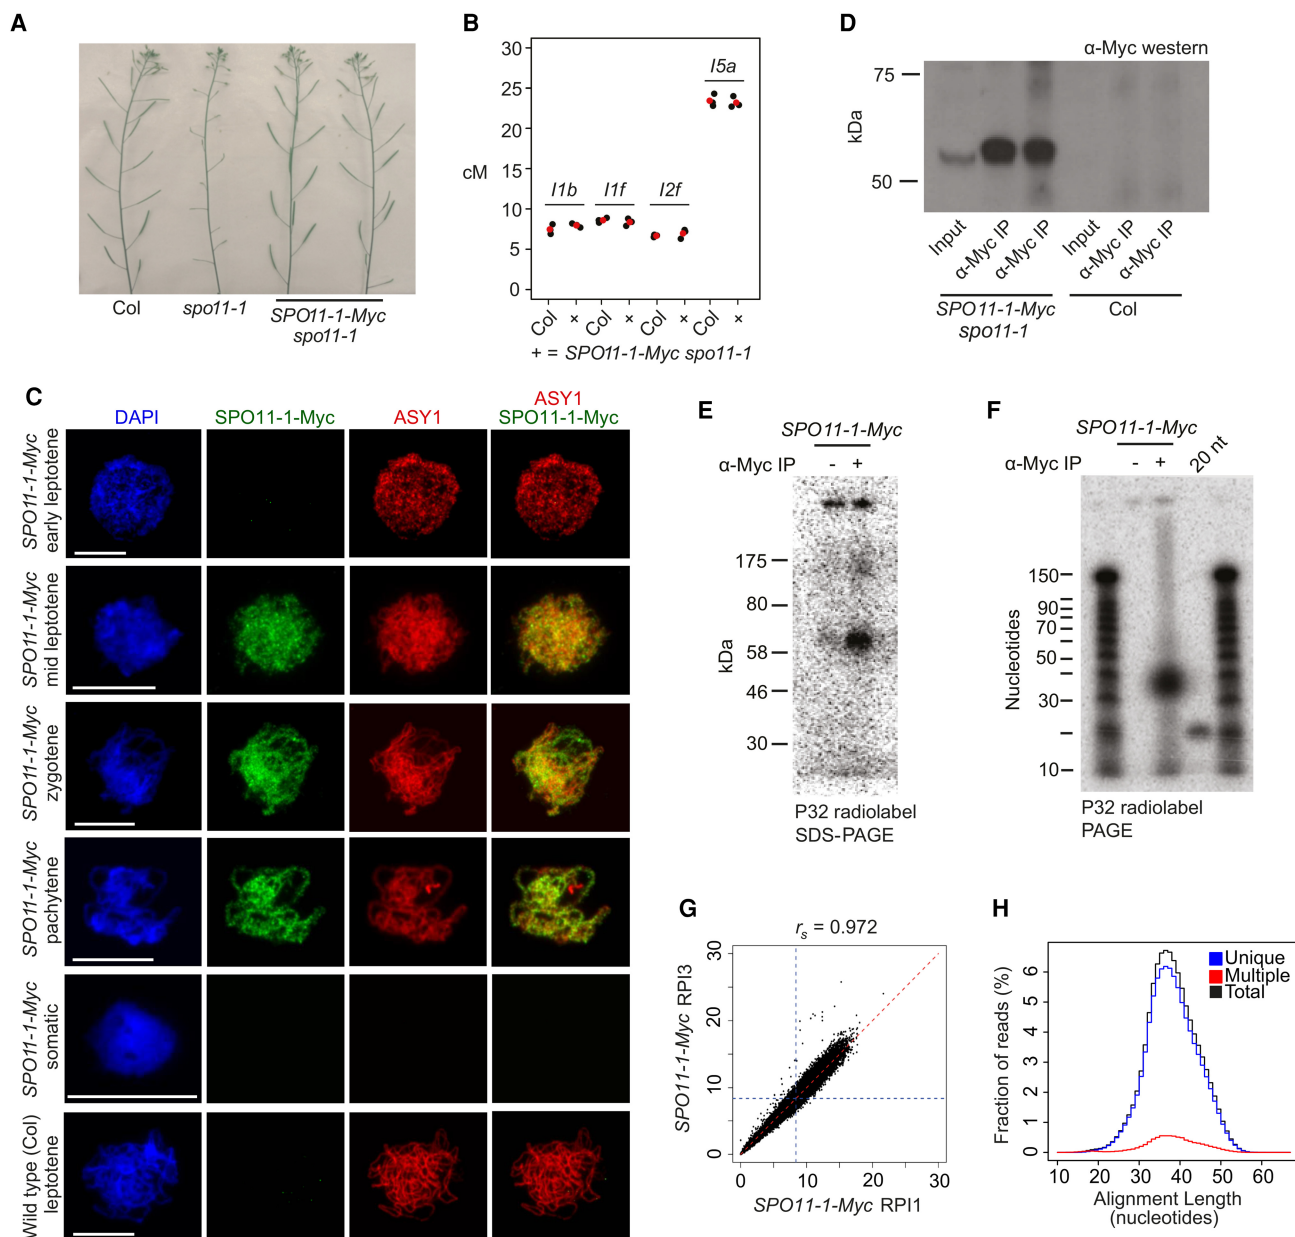 A
Col
spo11-1
SPO11-1-Myc
spo11-1
B
30
25
20
15
10
5
0
cM
I1b
I1f
I2f
I5a
Col
+
Col
+
Col
+
Col
+
+ = SPO11-1-Myc spo11-1
D
α-Myc western
75
50
kDa
Input
α-Myc IP
α-Myc IP
Input
α-Myc IP
α-Myc IP
SPO11-1-Myc
spo11-1
Col
C
DAPI
SPO11-1-Myc
ASY1
ASY1
SPO11-1-Myc
SPO11-1-Myc
early leptotene
SPO11-1-Myc
mid leptotene
SPO11-1-Myc
zygotene
SPO11-1-Myc
pachytene
SPO11-1-Myc
somatic
Wild type (Col)
leptotene
E
SPO11-1-Myc
α-Myc IP
- +
175
80
58
46
30
kDa
P32 radiolabel
SDS-PAGE
F
SPO11-1-Myc
α-Myc IP
- +
20 nt
150
90
70
50
30
10
Nucleotides
P32 radiolabel
PAGE
G
rs = 0.972
30
20
10
0
SPO11-1-Myc RPI3
0 10 20 30
SPO11-1-Myc RPI1
H
Unique
Multiple
Total
6
5
4
3
2
1
0
Fraction of reads (%)
10 20 30 40 50 60
Alignment Length
(nucleotides)